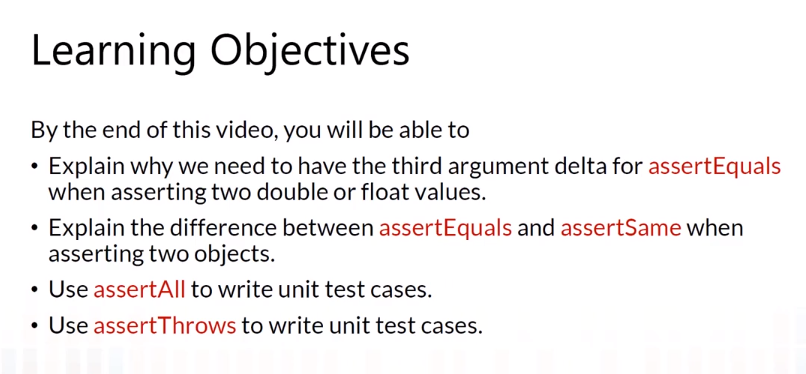 Learning Objectives
By the end of this video, you will be able to
• Explain why we need to have the third argument delta for assertEquals
when asserting two double or float values.
• Explain the difference between assertEquals and assertSame when
asserting two objects.
• Use assertAll to write unit test cases.
• Use assertThrows to write unit test cases.